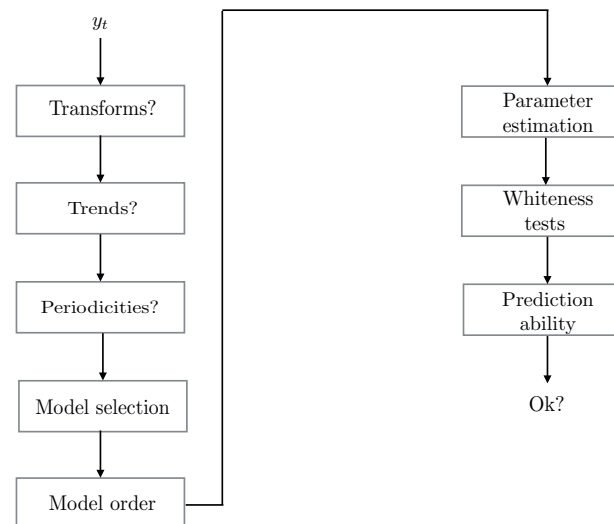 y_t
Transforms?
Trends?
Periodicities?
Model selection
Model order
Parameter
estimation
Whiteness
tests
Prediction
ability
Ok?